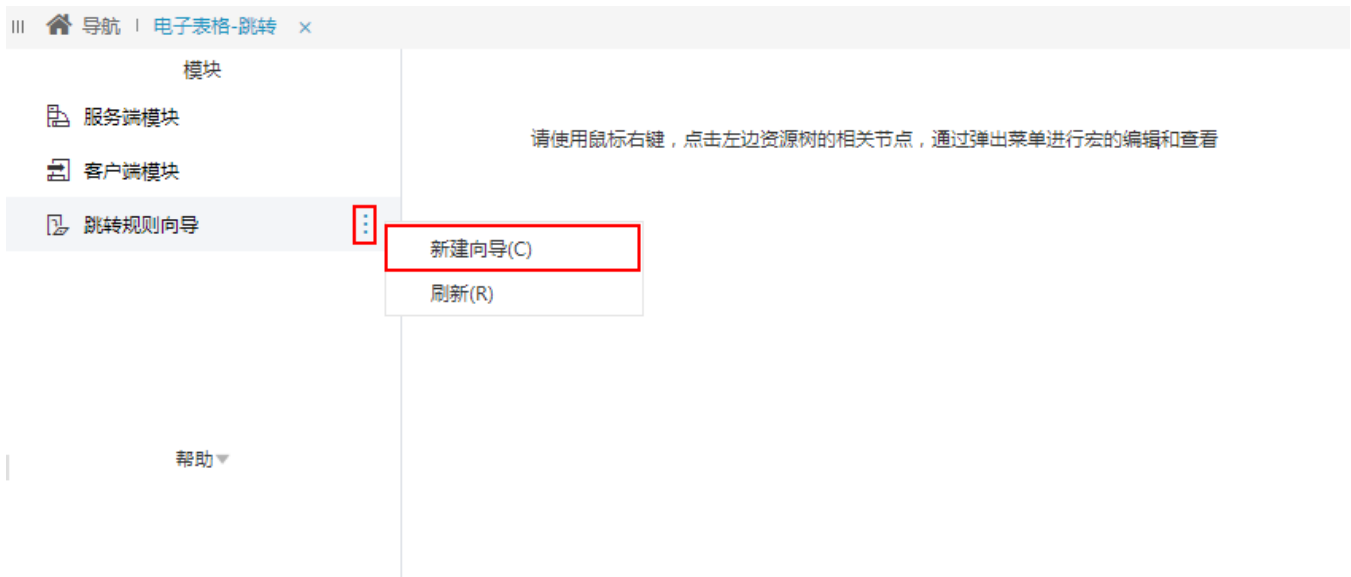 导航 | 电子表格-跳转 ×
模块
服务端模块
请使用鼠标右键，点击左边资源树的相关节点，通过弹出菜单进行宏的编辑和查看
客户端模块
跳转规则向导
新建向导(C)
刷新(R)
帮助